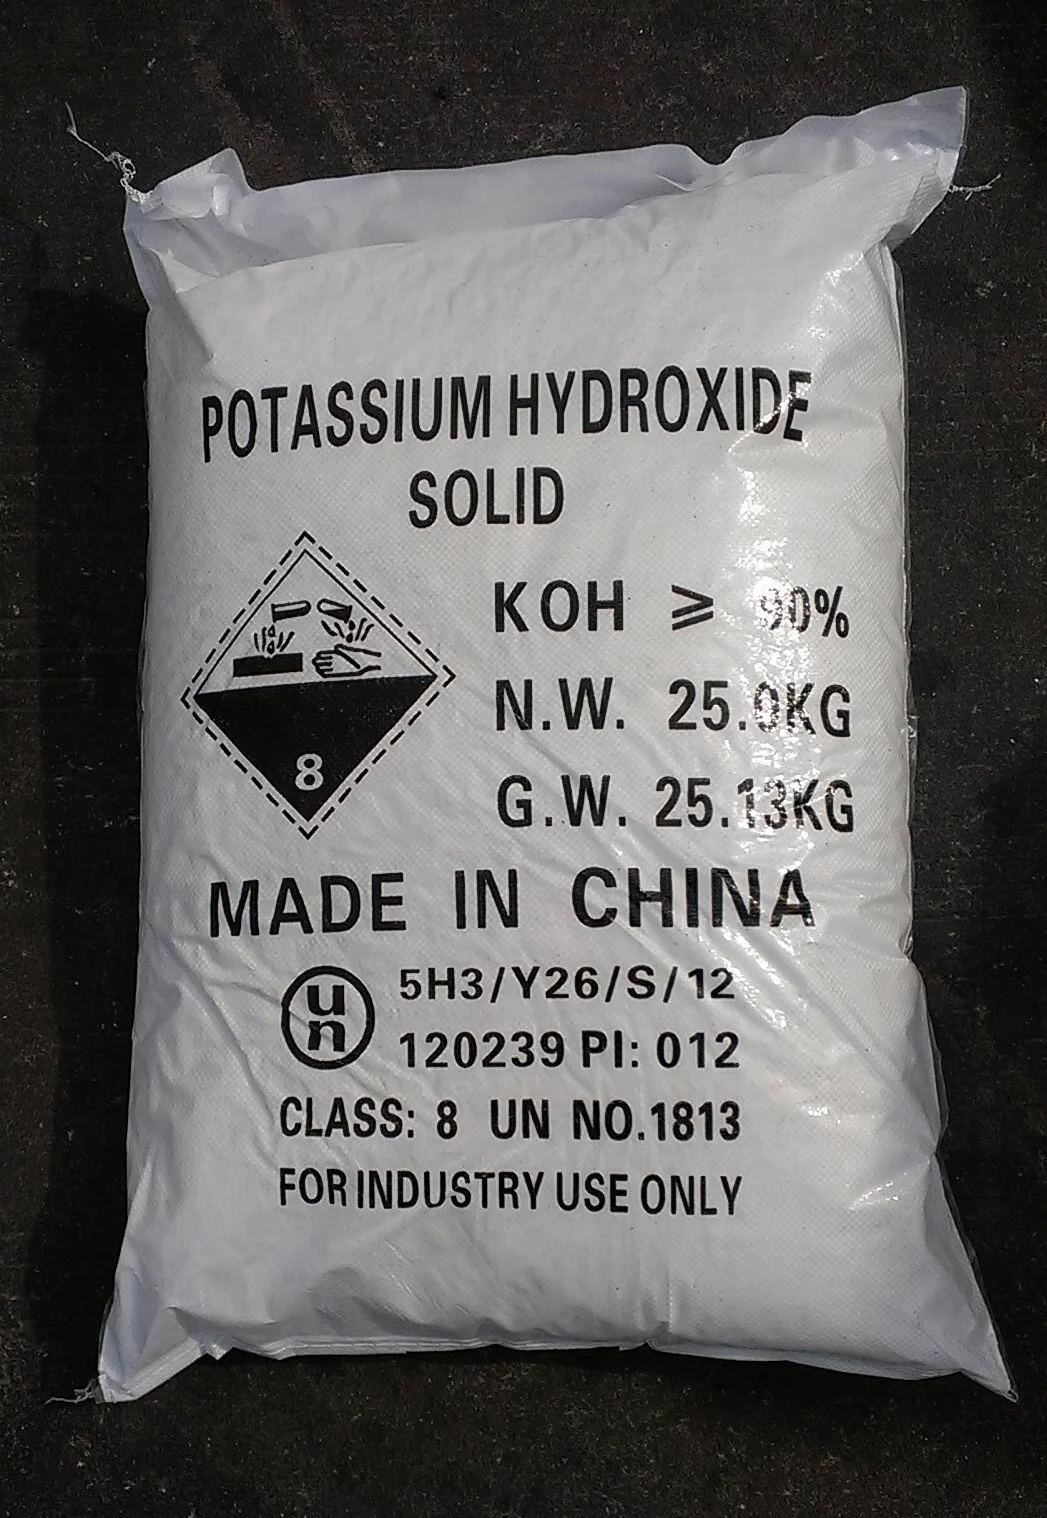 POTASSIUM HYDROXIDE
SOLID
KOH ⩾ 90%
N.W. 25.0KG
G.W. 25.13KG
8
MADE IN CHINA
un 5H3/Y26/S/12
120239 PI: 012
CLASS: 8 UN NO.1813
FOR INDUSTRY USE ONLY